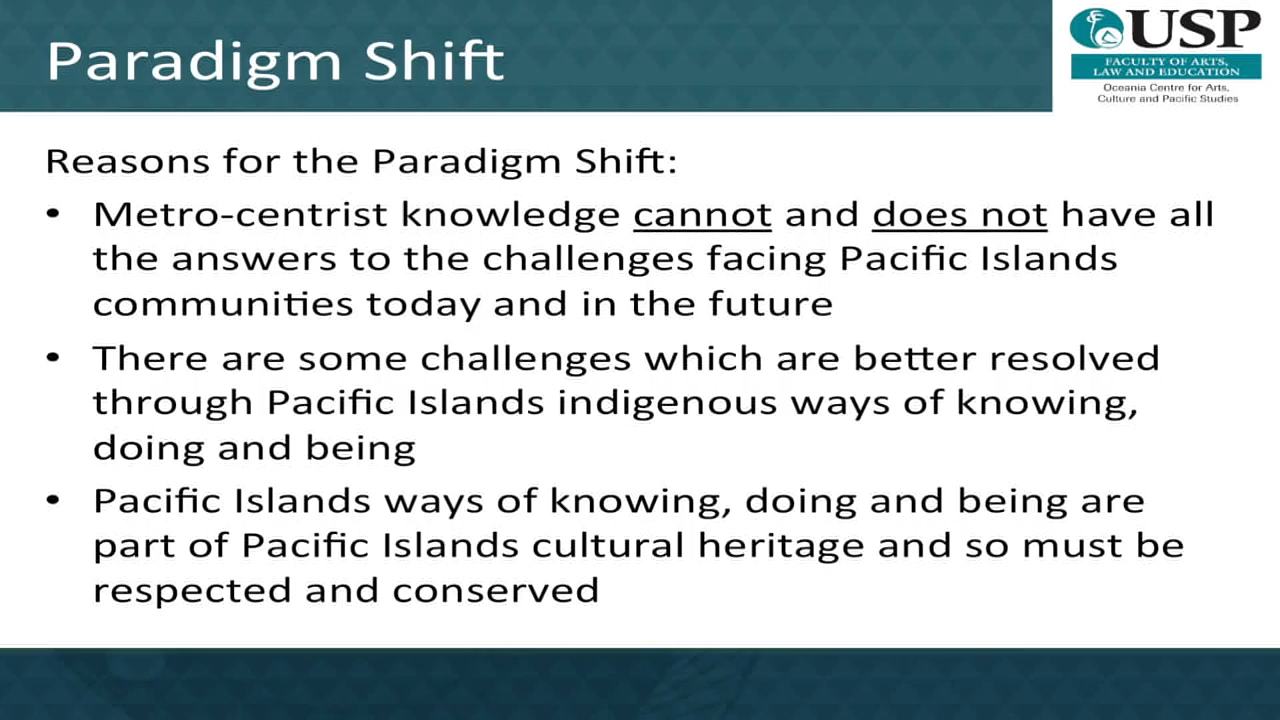 Paradigm Shift
USP
FACULTY OF ARTS,
LAW AND EDUCATION
Oceania Centre for Arts,
Culture and Pacific Studies
Reasons for the Paradigm Shift:
• Metro-centrist knowledge cannot and does not have all
the answers to the challenges facing Pacific Islands
communities today and in the future
• There are some challenges which are better resolved
through Pacific Islands indigenous ways of knowing,
doing and being
• Pacific Islands ways of knowing, doing and being are
part of Pacific Islands cultural heritage and so must be
respected and conserved